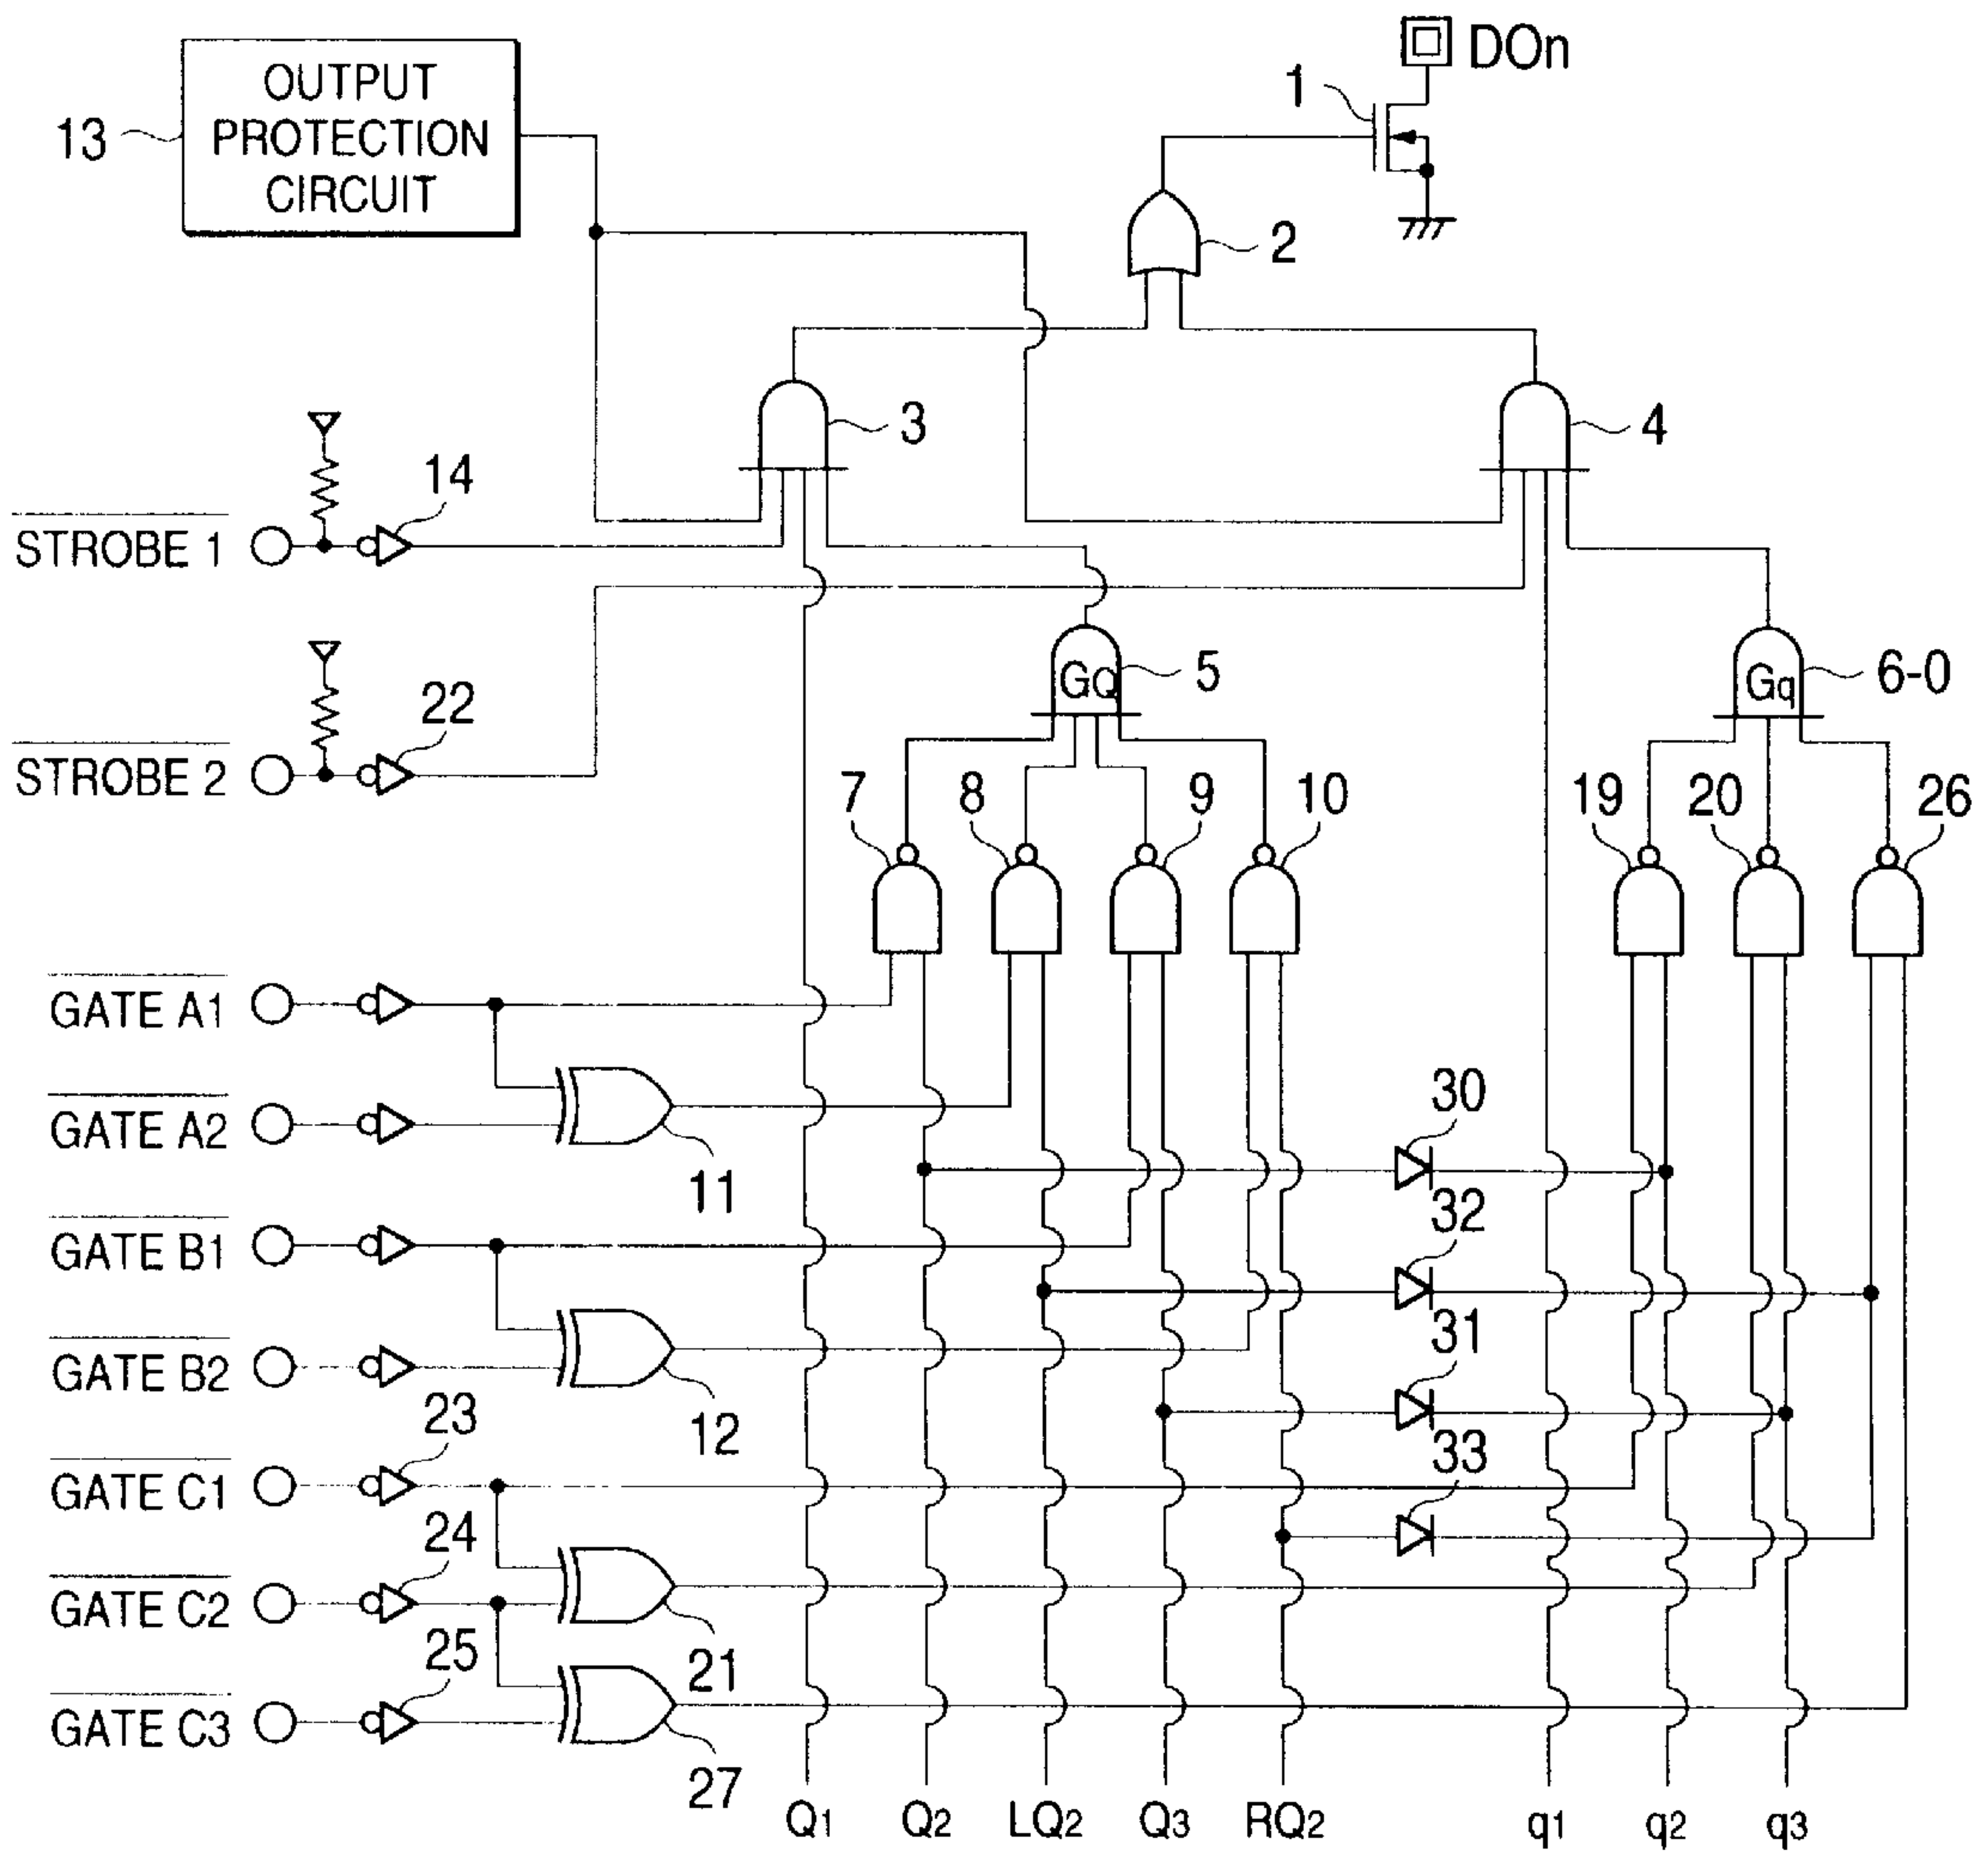 DOn
1
OUTPUT
PROTECTION
CIRCUIT
13
2
3
4
14
STROBE 1
GQ
5
Gq
6-0
22
STROBE 2
7
8
9
10
19
20
26
GATE A1
30
GATE A2
11
32
GATE B1
31
GATE B2
12
23
33
GATE C1
24
GATE C2
25
21
GATE C3
27
Q1 Q2 LQ2 Q3 RQ2 q1 q2 q3